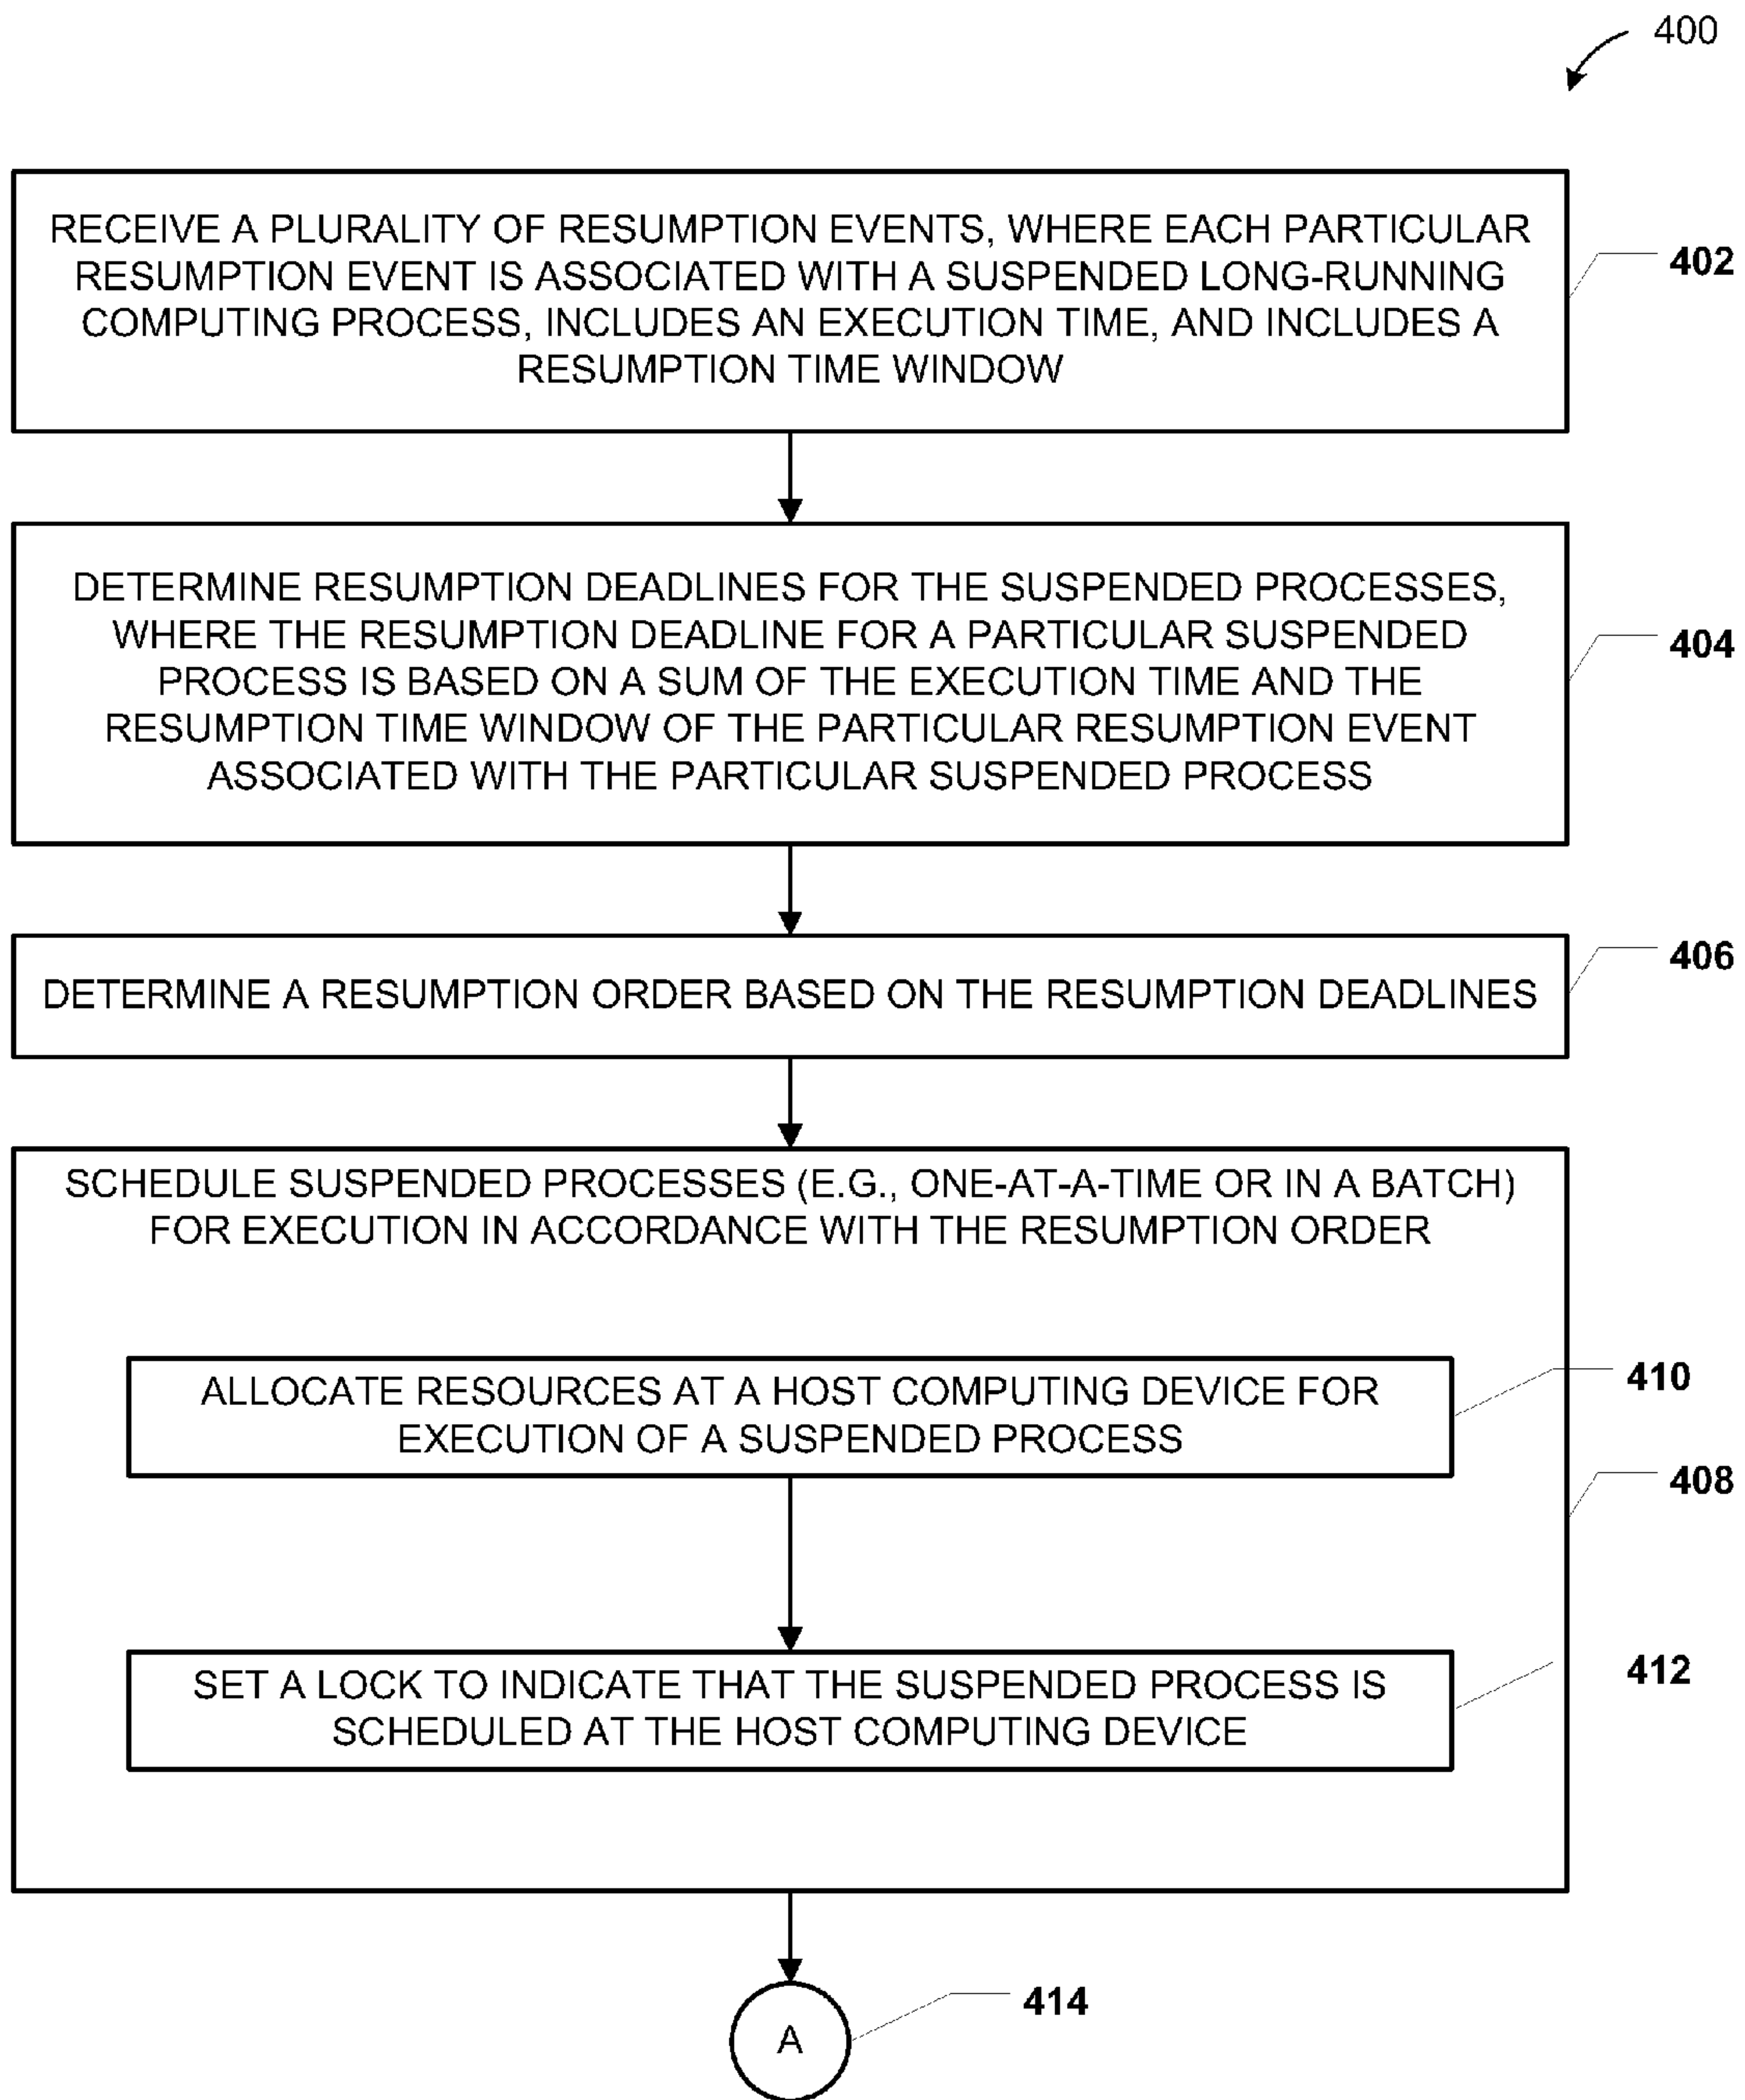 400
RECEIVE A PLURALITY OF RESUMPTION EVENTS, WHERE EACH PARTICULAR
RESUMPTION EVENT IS ASSOCIATED WITH A SUSPENDED LONG-RUNNING
COMPUTING PROCESS, INCLUDES AN EXECUTION TIME, AND INCLUDES A
RESUMPTION TIME WINDOW
402
DETERMINE RESUMPTION DEADLINES FOR THE SUSPENDED PROCESSES,
WHERE THE RESUMPTION DEADLINE FOR A PARTICULAR SUSPENDED
PROCESS IS BASED ON A SUM OF THE EXECUTION TIME AND THE
RESUMPTION TIME WINDOW OF THE PARTICULAR RESUMPTION EVENT
ASSOCIATED WITH THE PARTICULAR SUSPENDED PROCESS
404
DETERMINE A RESUMPTION ORDER BASED ON THE RESUMPTION DEADLINES
406
SCHEDULE SUSPENDED PROCESSES (E.G., ONE-AT-A-TIME OR IN A BATCH)
FOR EXECUTION IN ACCORDANCE WITH THE RESUMPTION ORDER
ALLOCATE RESOURCES AT A HOST COMPUTING DEVICE FOR
EXECUTION OF A SUSPENDED PROCESS
410
408
SET A LOCK TO INDICATE THAT THE SUSPENDED PROCESS IS
SCHEDULED AT THE HOST COMPUTING DEVICE
412
A
414